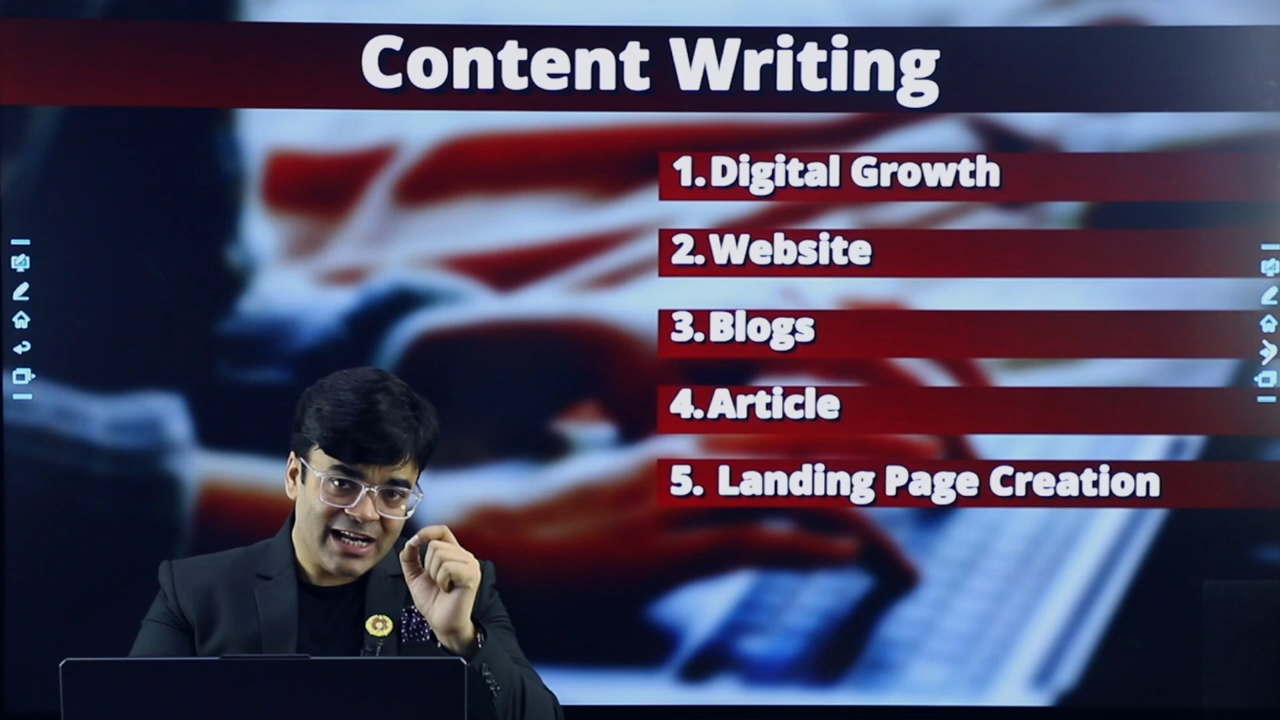 Content Writing
1.Digital Growth
2.Website
3.Blogs
4.Article
5. Landing Page Creation